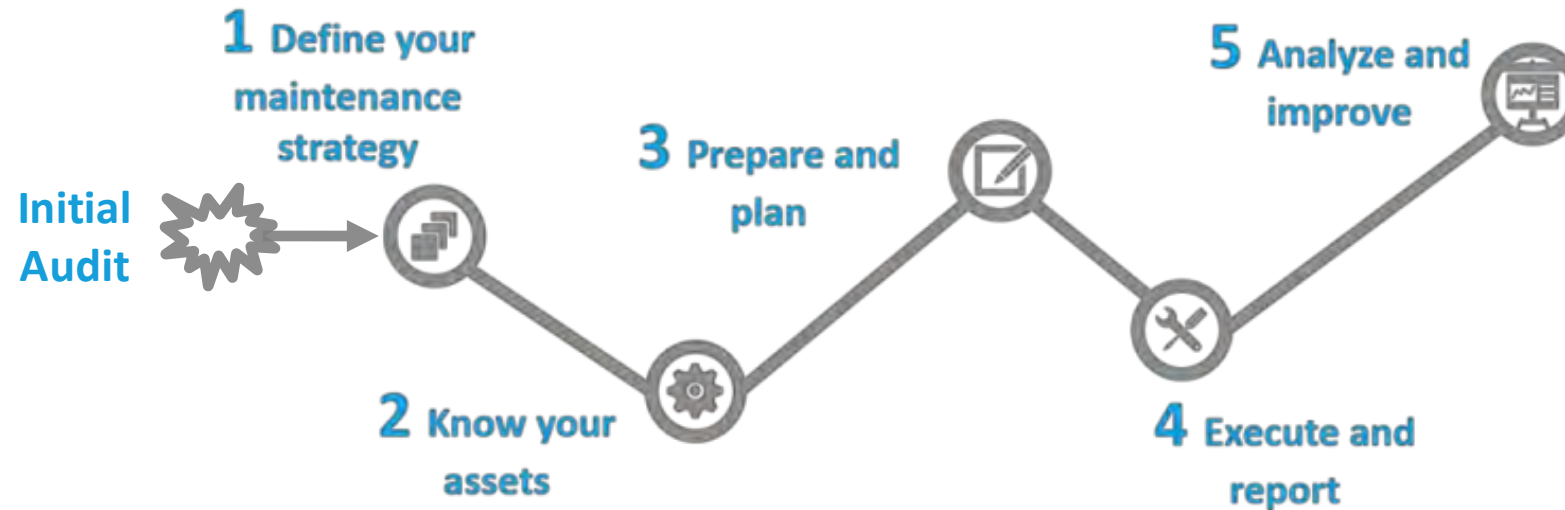 Initial
Audit
1 Define your
maintenance
strategy
2 Know your
assets
3 Prepare and
plan
4 Execute and
report
5 Analyze and
improve